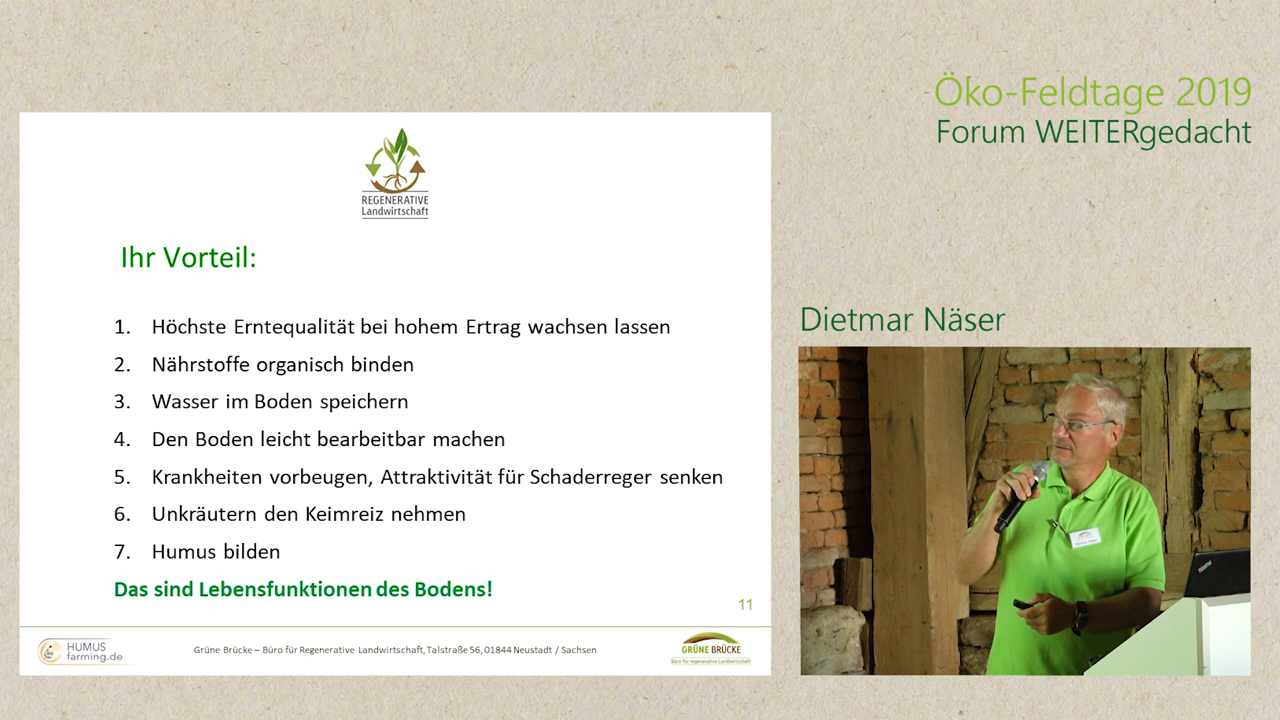 Öko-Feldtage 2019
Forum WEITERgedacht
REGENERATIVE
Landwirtschaft
Ihr Vorteil:
1. Höchste Erntequalität bei hohem Ertrag wachsen lassen
2. Nährstoffe organisch binden
3. Wasser im Boden speichern
4. Den Boden leicht bearbeitbar machen
5. Krankheiten vorbeugen, Attraktivität für Schaderreger senken
6. Unkräutern den Keimreiz nehmen
7. Humus bilden
Das sind Lebensfunktionen des Bodens!
11
HUMUS
farming.de
Grüne Brücke – Büro für Regenerative Landwirtschaft, Talstraße 56, 01844 Neustadt / Sachsen
GRÜNE BRÜCKE
Büro für regenerative Landwirtschaft
Dietmar Näser
ThinkPad